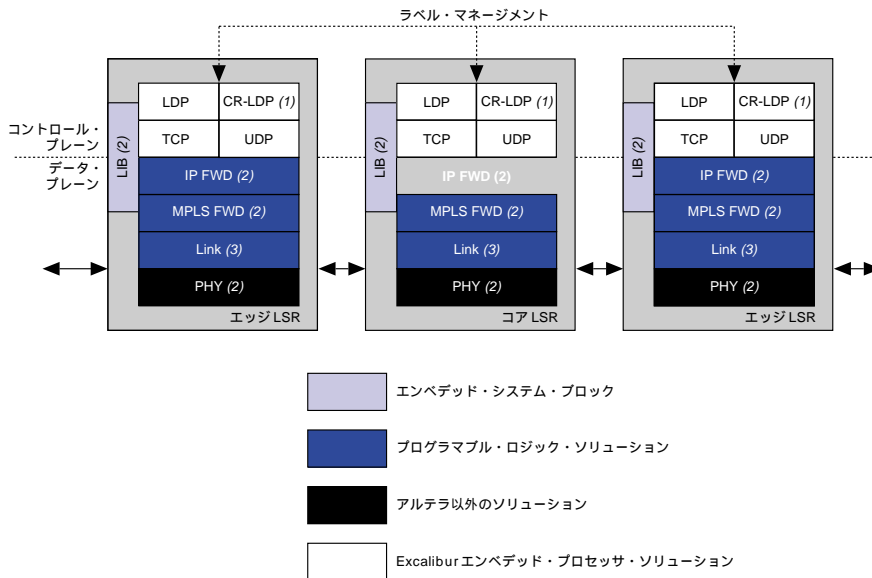 ラベル・マネージメント
コントロール・
プレーン
データ・
プレーン
LIB (2)
LDP
CR-LDP (1)
TCP
UDP
IP FWD (2)
MPLS FWD (2)
Link (3)
PHY (2)
エッジ LSR
LIB (2)
LDP
CR-LDP (1)
TCP
UDP
IP FWD (2)
MPLS FWD (2)
Link (3)
PHY (2)
コア LSR
LIB (2)
LDP
CR-LDP (1)
TCP
UDP
IP FWD (2)
MPLS FWD (2)
Link (3)
PHY (2)
エッジ LSR
エンベデッド・システム・ブロック
プログラマブル・ロジック・ソリューション
アルテラ以外のソリューション
Excalibur エンベデッド・プロセッサ・ソリューション